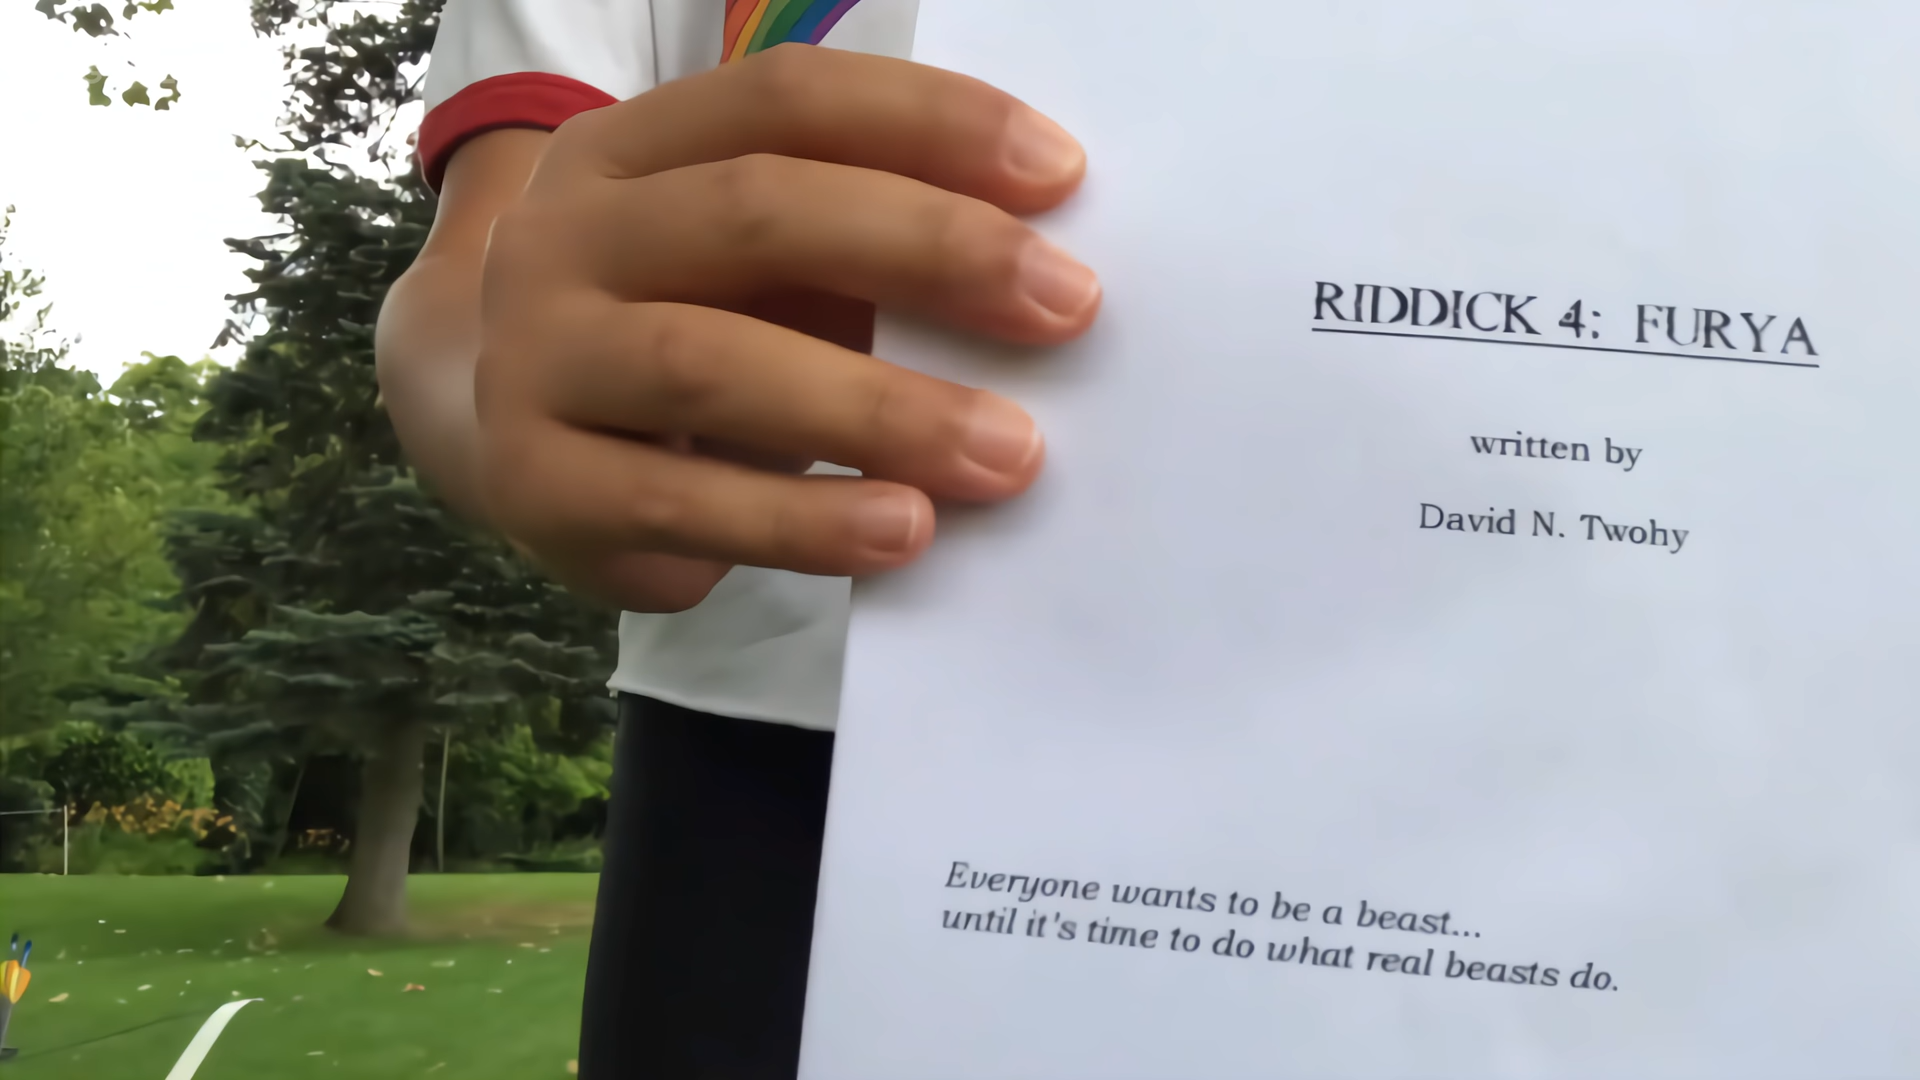 RIDDICK 4: FURYA
written by
David N. Twohy
Everyone wants to be a beast...
until it's time to do what real beasts do.